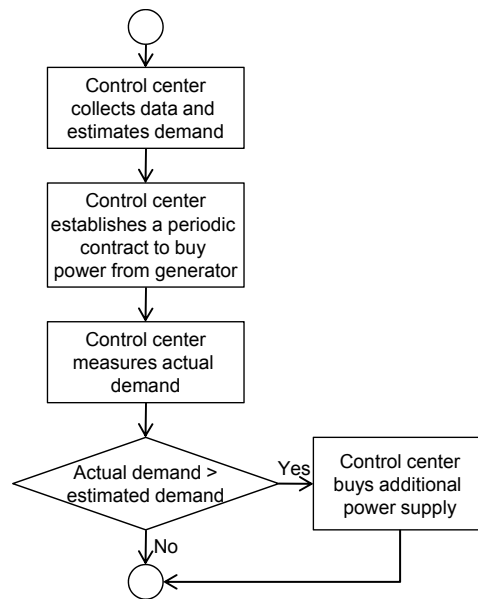 Control center
collects data and
estimates demand
Control center
establishes a periodic
contract to buy
power from generator
Control center
measures actual
demand
Actual demand >
estimated demand
Yes
Control center
buys additional
power supply
No